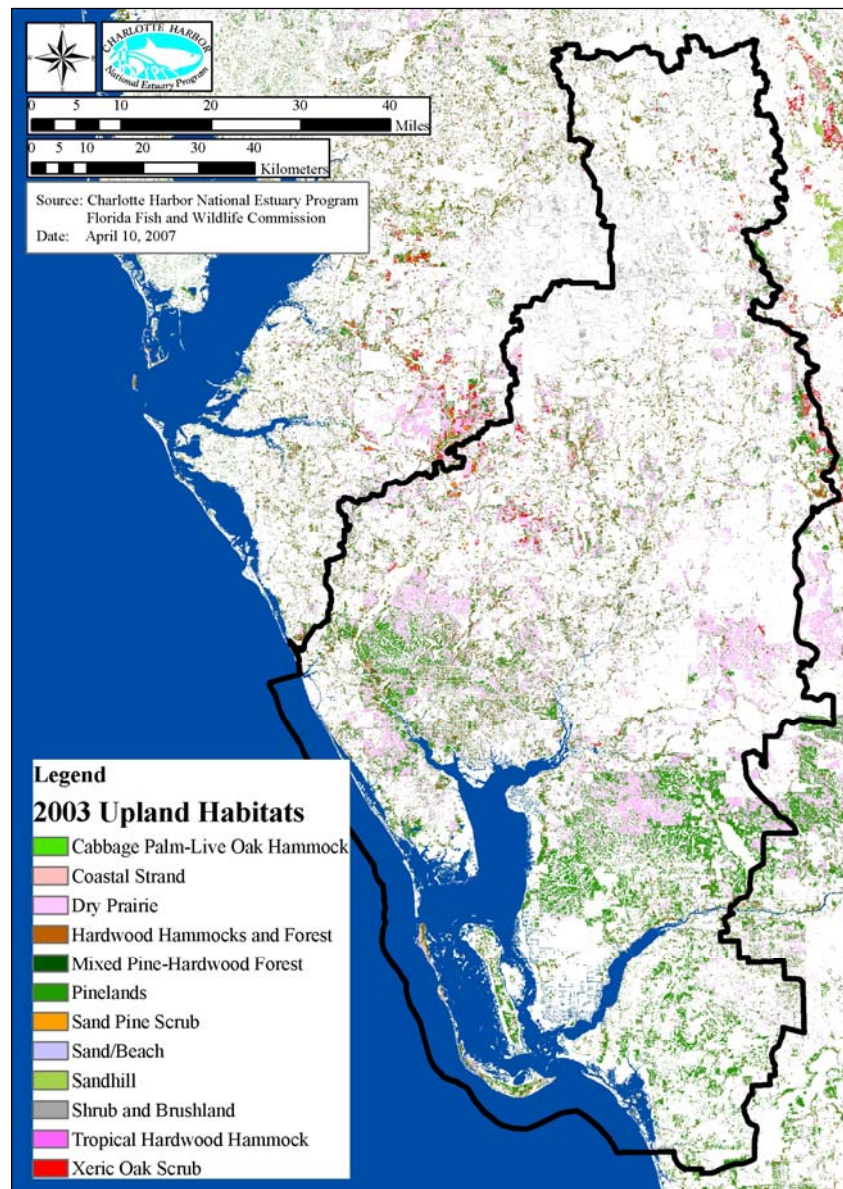 CHARLOTTE HARBOR
National Estuary Program
0 5 10 20 30 40
Miles
0 5 10 20 30 40
Kilometers
Source: Charlotte Harbor National Estuary Program
Florida Fish and Wildlife Commission
Date: April 10, 2007
Legend
2003 Upland Habitats
Cabbage Palm-Live Oak Hammock
Coastal Strand
Dry Prairie
Hardwood Hammocks and Forest
Mixed Pine-Hardwood Forest
Pinelands
Sand Pine Scrub
Sand/Beach
Sandhill
Shrub and Brushland
Tropical Hardwood Hammock
Xeric Oak Scrub